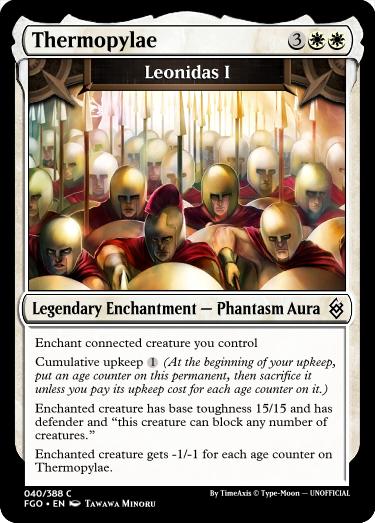 Thermopylae 3
Leonidas I
Legendary Enchantment — Phantasm Aura
Enchant connected creature you control
Cumulative upkeep 1 (At the beginning of your upkeep,
put an age counter on this permanent, then sacrifice it
unless you pay its upkeep cost for each age counter on it.)
Enchanted creature has base toughness 15/15 and has
defender and “this creature can block any number of
creatures.”
Enchanted creature gets -1/-1 for each age counter on
Thermopylae.
040/388 C
FGO • EN Tawawa Minoru
By TimeAxis © Type-Moon — UNOFFICIAL